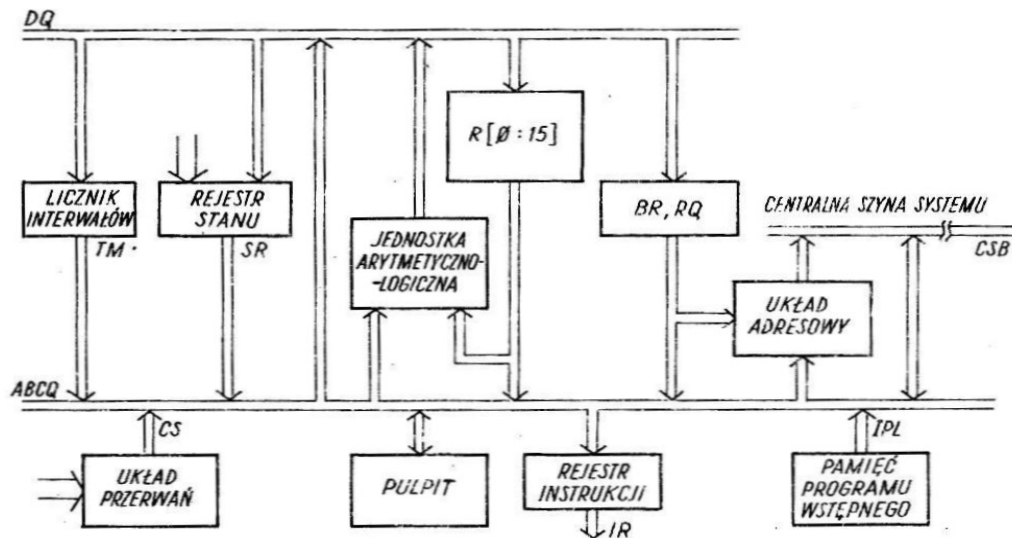 DQ
R[Ø:15]
LICZNIK
INTERWAŁÓW
TM
REJESTR
STANU
SR
JEDNOSTKA
ARYTMETYCZNO-
-LOGICZNA
BR, RQ
CENTRALNA SZYNA SYSTEMU
CSB
UKŁAD
ADRESOWY
ABCQ
CS
UKŁAD
PRZERWAŃ
PULPIT
REJESTR
INSTRUKCJI
IR
IPL
PAMIĘĆ
PROGRAMU
WSTĘPNEGO